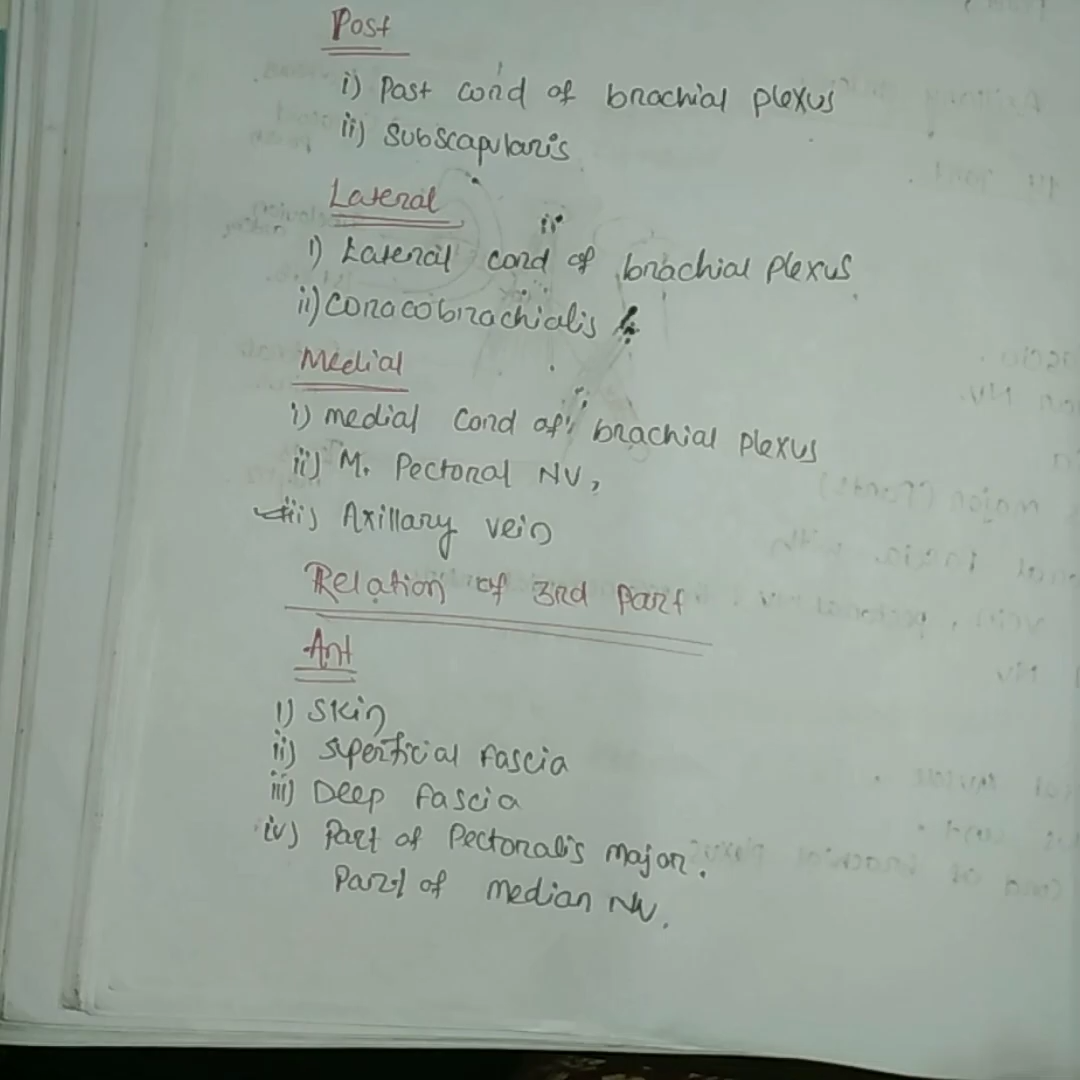 Post
i) Post cord of brachial plexus
ii) Subscapularis
Lateral
i) Lateral cord of brachial plexus
ii) Coracobrachialis
Medial
i) medial cord of brachial plexus
ii) M. Pectoral NV,
iii) Axillary vein
Relation of 3rd Part
Ant
i) Skin
ii) Superficial fascia
iii) Deep fascia
iv) Part of Pectoralis major.
Part of median NV.